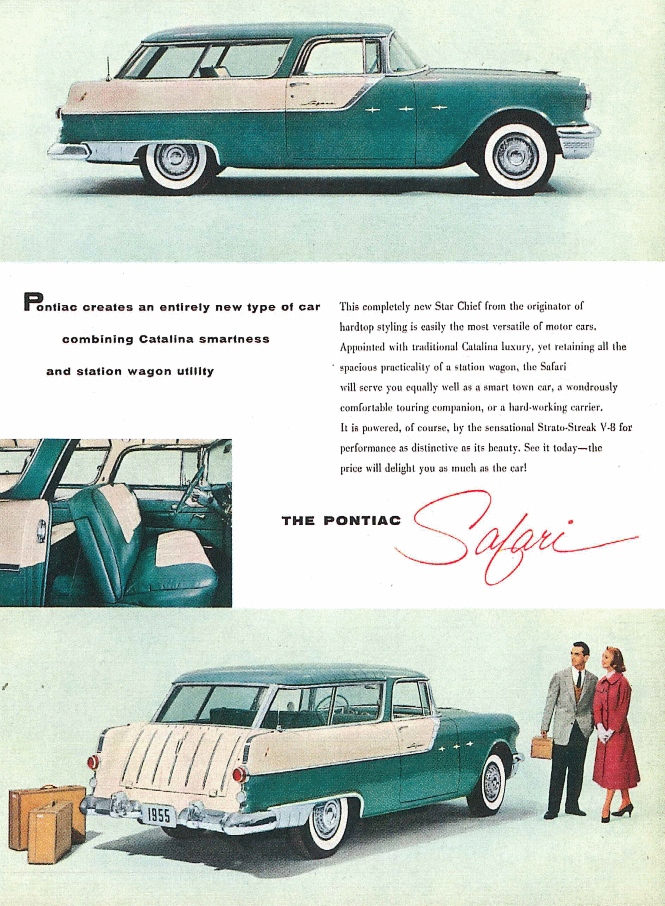 Pontiac creates an entirely new type of car
combining Catalina smartness
and station wagon utility
This completely new Star Chief from the originator of
hardtop styling is easily the most versatile of motor cars.
Appointed with traditional Catalina luxury, yet retaining all the
spacious practicality of a station wagon, the Safari
will serve you equally well as a smart town car, a wondrously
comfortable touring companion, or a hard-working carrier.
It is powered, of course, by the sensational Strato-Streak V-8 for
performance as distinctive as its beauty. See it today—the
price will delight you as much as the car!
THE PONTIAC Safari
1955